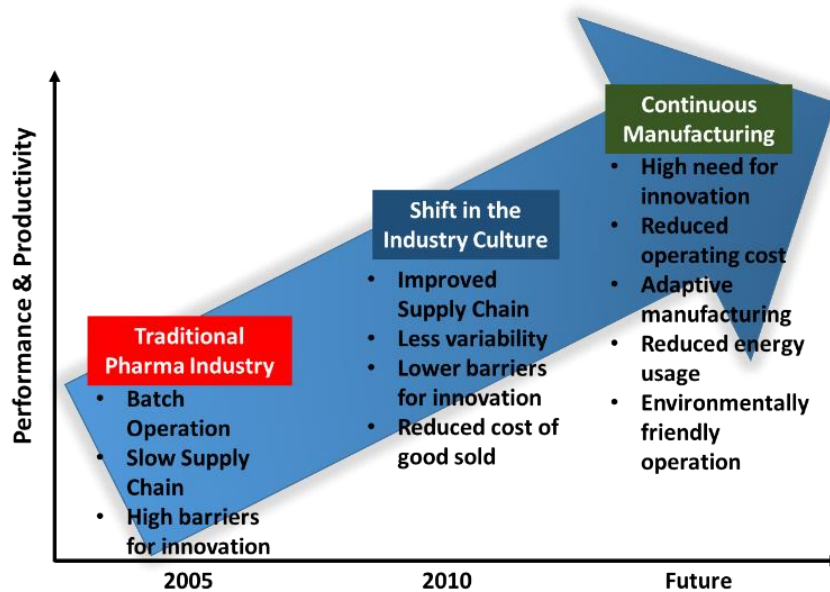 Performance & Productivity
Continuous
Manufacturing
• High need for
innovation
• Reduced
operating cost
• Adaptive
manufacturing
• Reduced energy
usage
• Environmentally
friendly
operation
Shift in the
Industry Culture
• Improved
Supply Chain
• Less variability
• Lower barriers
for innovation
• Reduced cost of
good sold
Traditional
Pharma Industry
• Batch
Operation
• Slow Supply
Chain
• High barriers
for innovation
2005
2010
Future